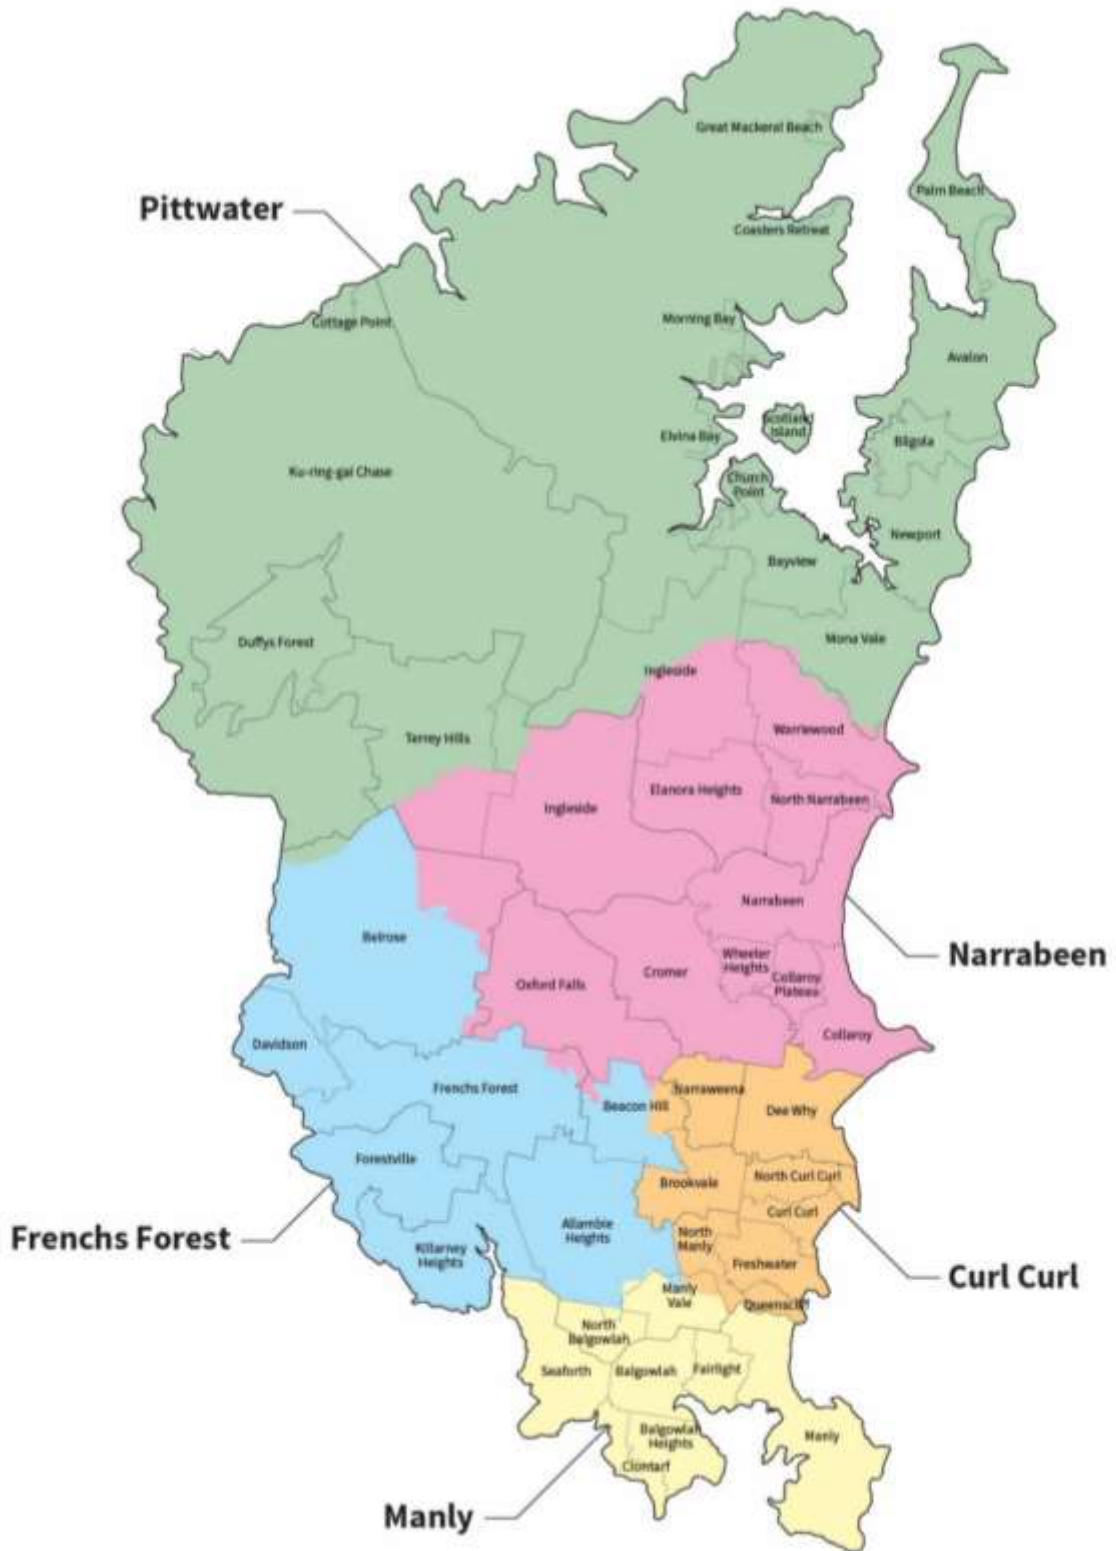 Great Mackeral Beach
Palm Beach
Pittwater
Coasters Retreat
Morning Bay
Cottage Point
Avalon
Scotland
Island
Elvina Bay
Bilgola
Ku-ring-gai Chase
Church
Point
Newport
Bayview
Duffys Forest
Mona Vale
Ingleside
Warriewood
Terrey Hills
Elanora Heights
North Narrabeen
Ingleside
Narrabeen
Belrose
Narrabeen
Wheeler
Heights
Cromer
Collaroy
Plateau
Oxford Falls
Collaroy
Davidson
Frenchs Forest
Narraweena
Beacon Hill
Dee Why
Forestville
North Curl Curl
Brookvale
Curl Curl
Allambie
Heights
Frenchs Forest
North
Manly
Killarney
Heights
Freshwater
Curl Curl
Manly
Vale
Queenscliff
North
Balgowlah
Seaforth
Balgowlah
Fairlight
Balgowlah
Heights
Manly
Clontarf
Manly